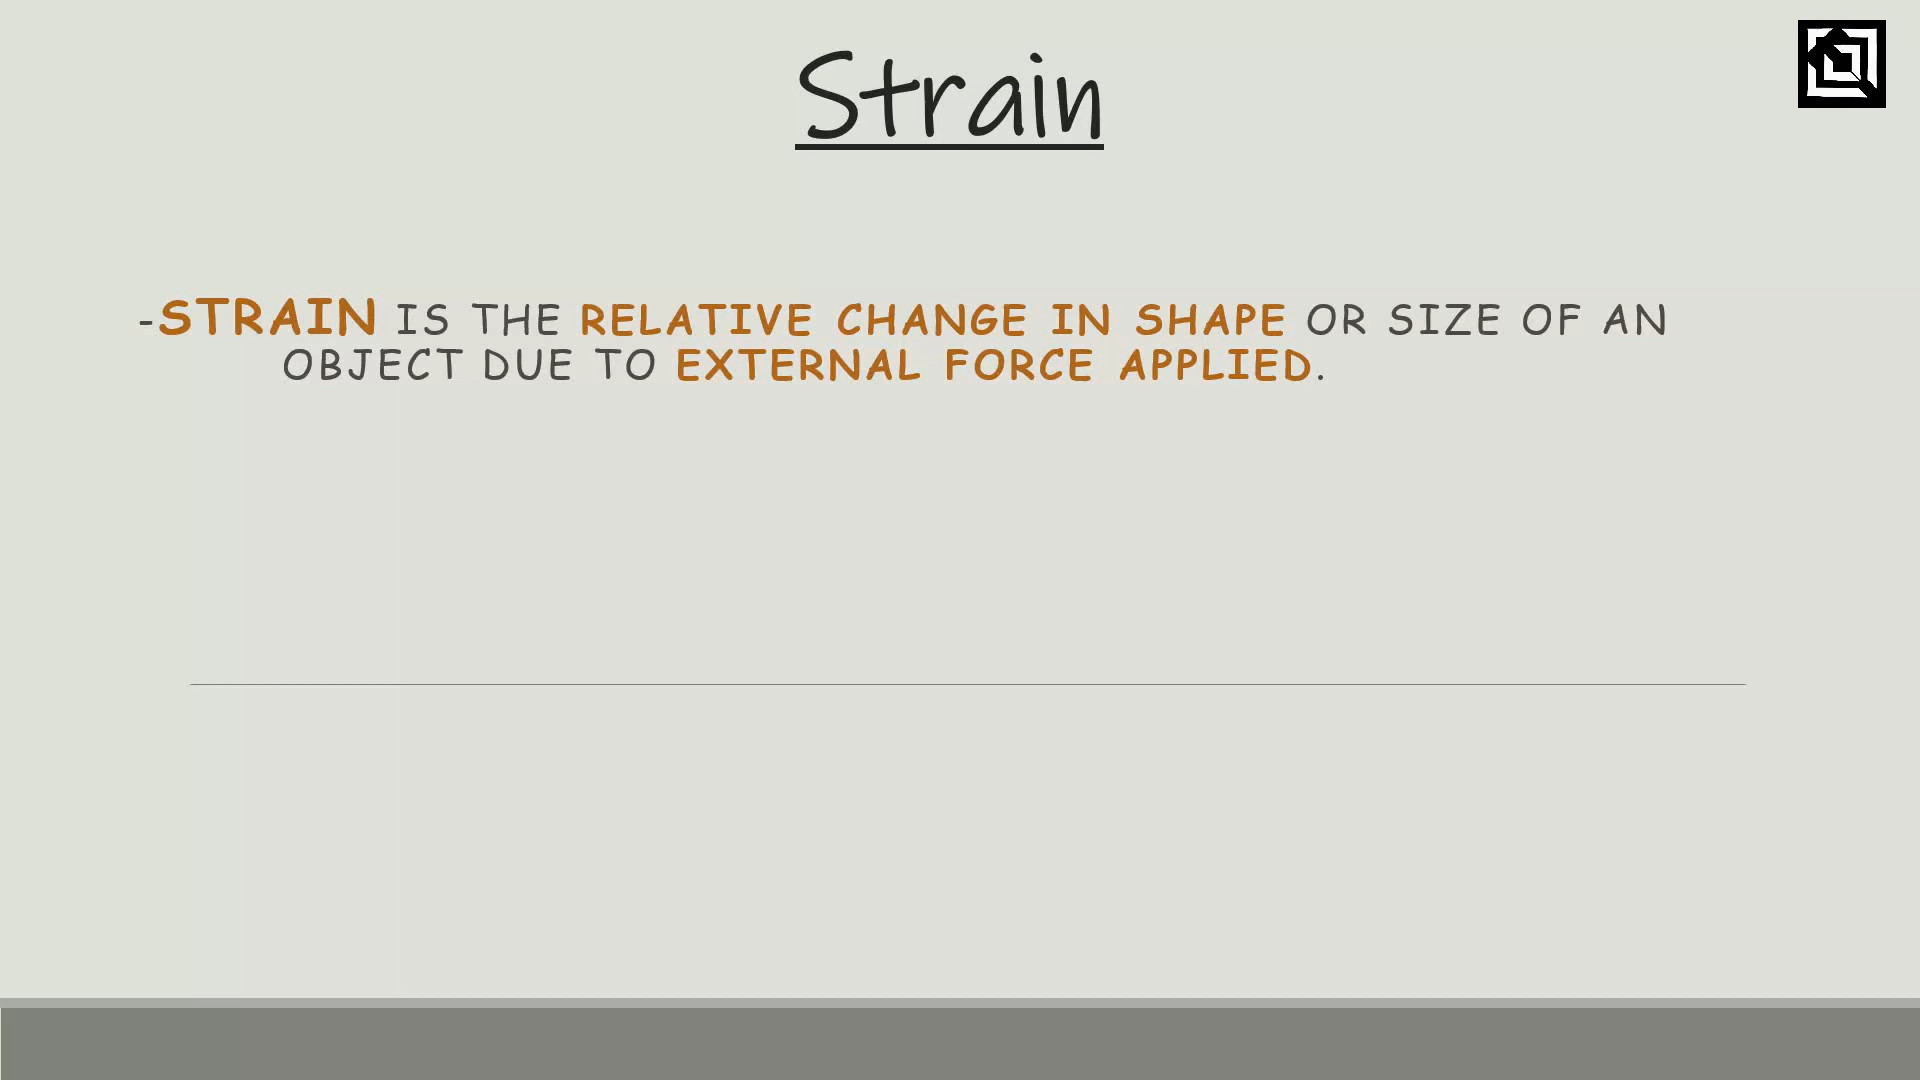 Strain
-STRAIN IS THE RELATIVE CHANGE IN SHAPE OR SIZE OF AN
OBJECT DUE TO EXTERNAL FORCE APPLIED.